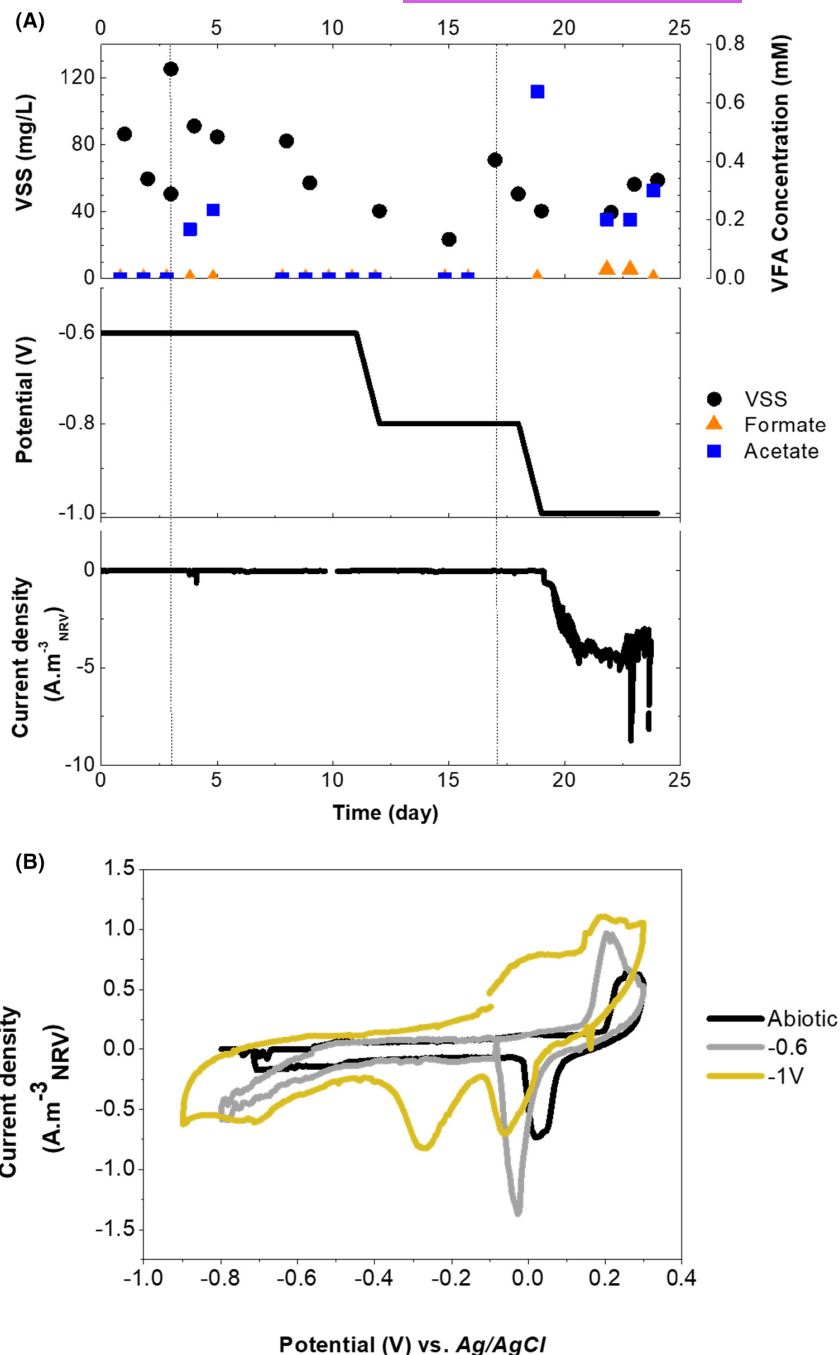 (A)
0 5 10 15 20 25
120
80
40
0
VSS (mg/L)
0.8
0.6
0.4
0.2
0.0
VFA Concentration (mM)
-0.6
-0.8
-1.0
Potential (V)
VSS
Formate
Acetate
0
-5
-10
Current density
(A.m-3 NRV)
0 5 10 15 20 25
Time (day)
(B)
1.5
1.0
0.5
0.0
-0.5
-1.0
-1.5
Current density
(A.m-3 NRV)
Abiotic
-0.6
-1V
-1.0 -0.8 -0.6 -0.4 -0.2 0.0 0.2 0.4
Potential (V) vs. Ag/AgCl